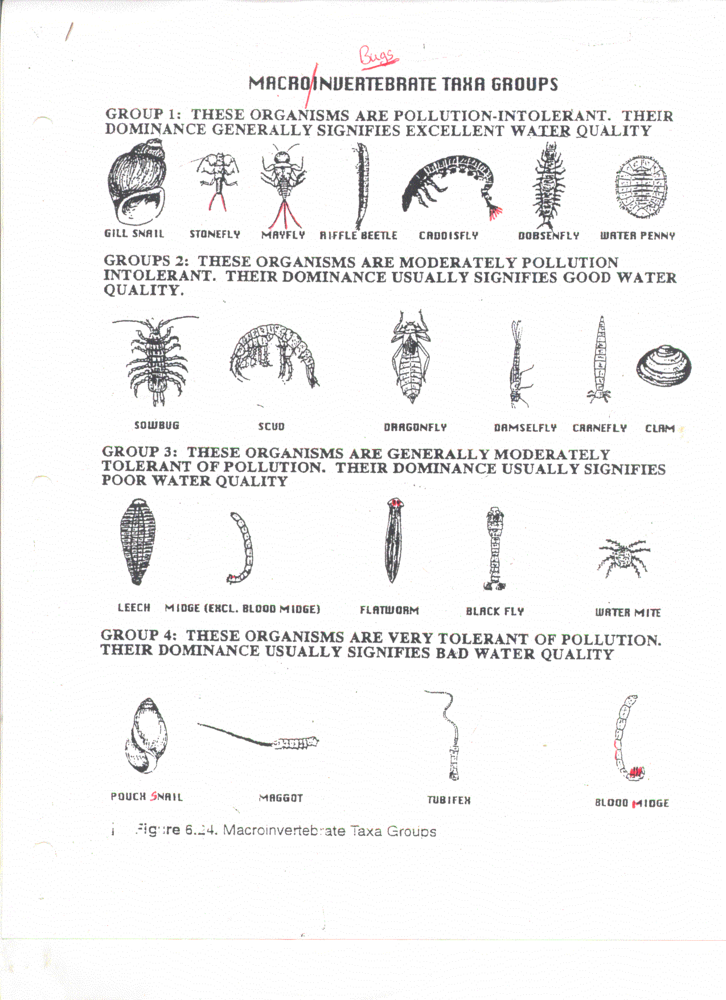 Bugs
MACROINVERTEBRATE TAXA GROUPS
GROUP 1: THESE ORGANISMS ARE POLLUTION-INTOLERANT. THEIR
DOMINANCE GENERALLY SIGNIFIES EXCELLENT WATER QUALITY
GILL SNAIL STONEFLY MAYFLY RIFFLE BEETLE CADDISFLY DOBSENFLY WATER PENNY
GROUPS 2: THESE ORGANISMS ARE MODERATELY POLLUTION
INTOLERANT. THEIR DOMINANCE USUALLY SIGNIFIES GOOD WATER
QUALITY.
SOWBUG SCUD DRAGONFLY DAMSELFLY CRANEFLY CLAM
GROUP 3: THESE ORGANISMS ARE GENERALLY MODERATELY
TOLERANT OF POLLUTION. THEIR DOMINANCE USUALLY SIGNIFIES
POOR WATER QUALITY
LEECH MIDGE (EXCL. BLOOD MIDGE) FLATWORM BLACK FLY WATER MITE
GROUP 4: THESE ORGANISMS ARE VERY TOLERANT OF POLLUTION.
THEIR DOMINANCE USUALLY SIGNIFIES BAD WATER QUALITY
POUCH SNAIL MAGGOT TUBIFEX BLOOD MIDGE
Figure Macroinvertebrate Taxa Groups